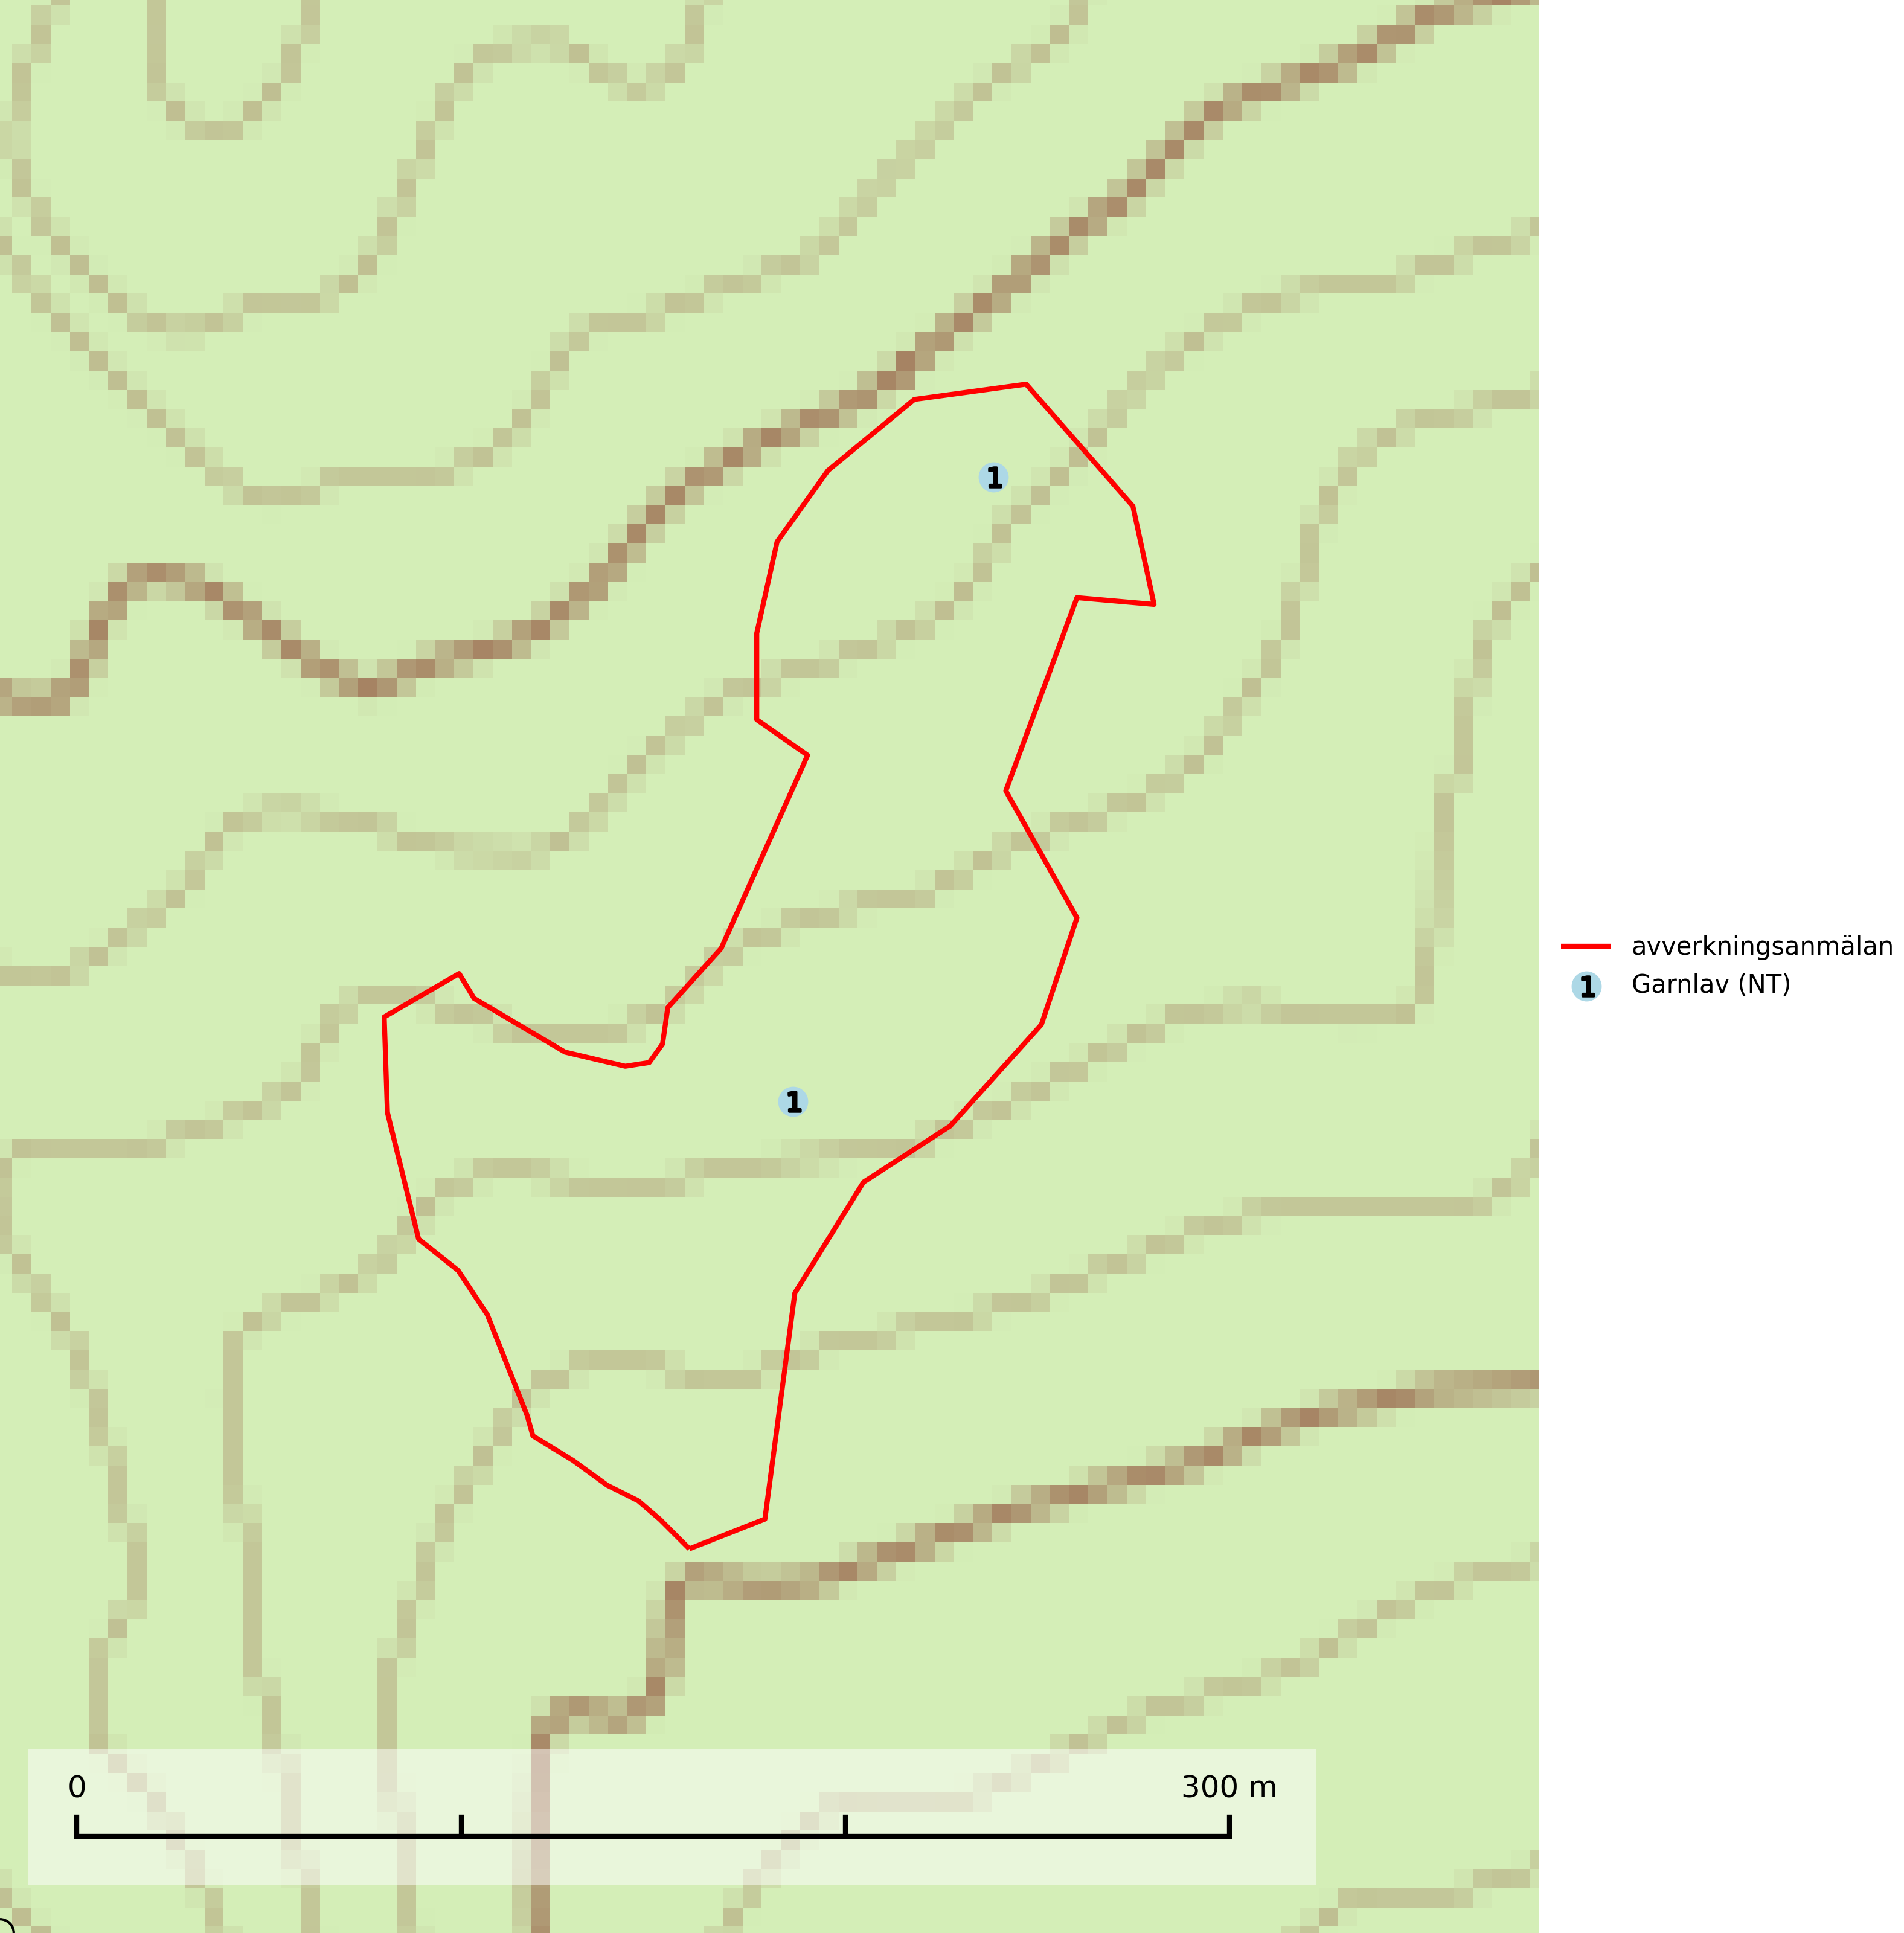 1
1
avverkningsanmälan
1 Garnlav (NT)
0 300 m